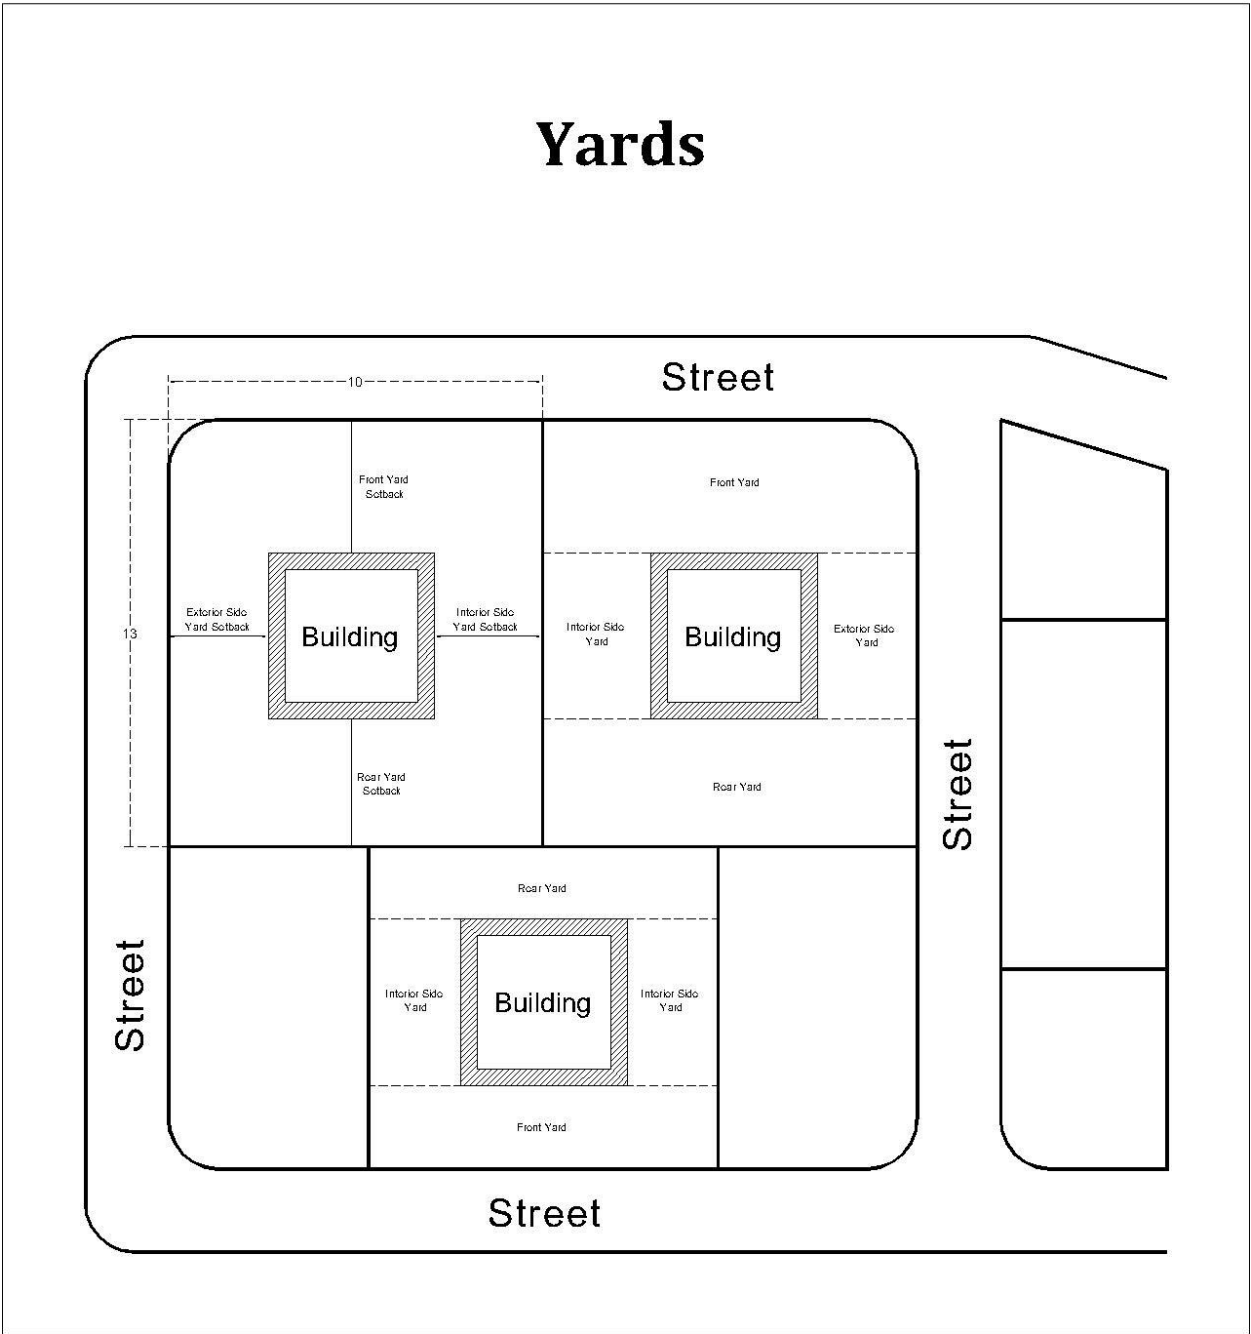 Yards
Street
10
Front Yard
Setback
Front Yard
Exterior Side
Yard Setback
Interior Side
Yard Setback
13
Building
Interior Side
Yard
Building
Exterior Side
Yard
Rear Yard
Setback
Rear Yard
Street
Rear Yard
Street
Interior Side
Yard
Building
Interior Side
Yard
Front Yard
Street